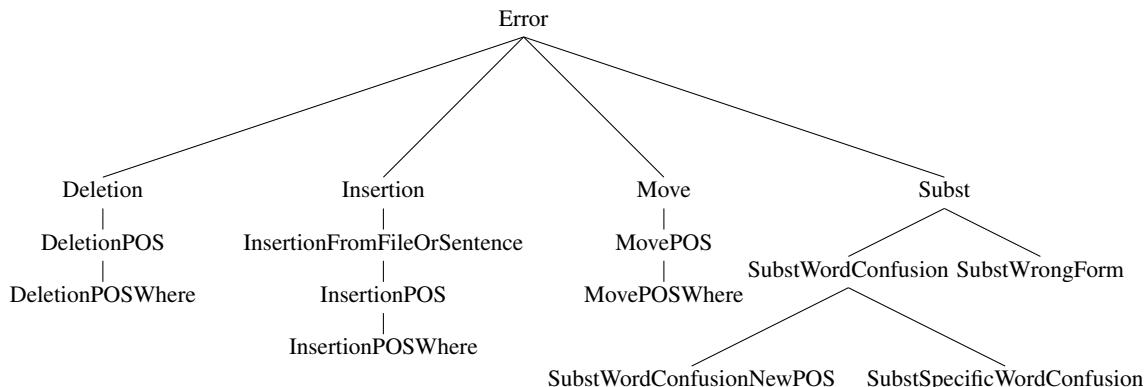 Error
Deletion Insertion Move Subst
DeletionPOS InsertionFromFileOrSentence MovePOS
SubstWordConfusion SubstWrongForm
DeletionPOSWhere InsertionPOS MovePOSWhere
InsertionPOSWhere
SubstWordConfusionNewPOS SubstSpecificWordConfusion